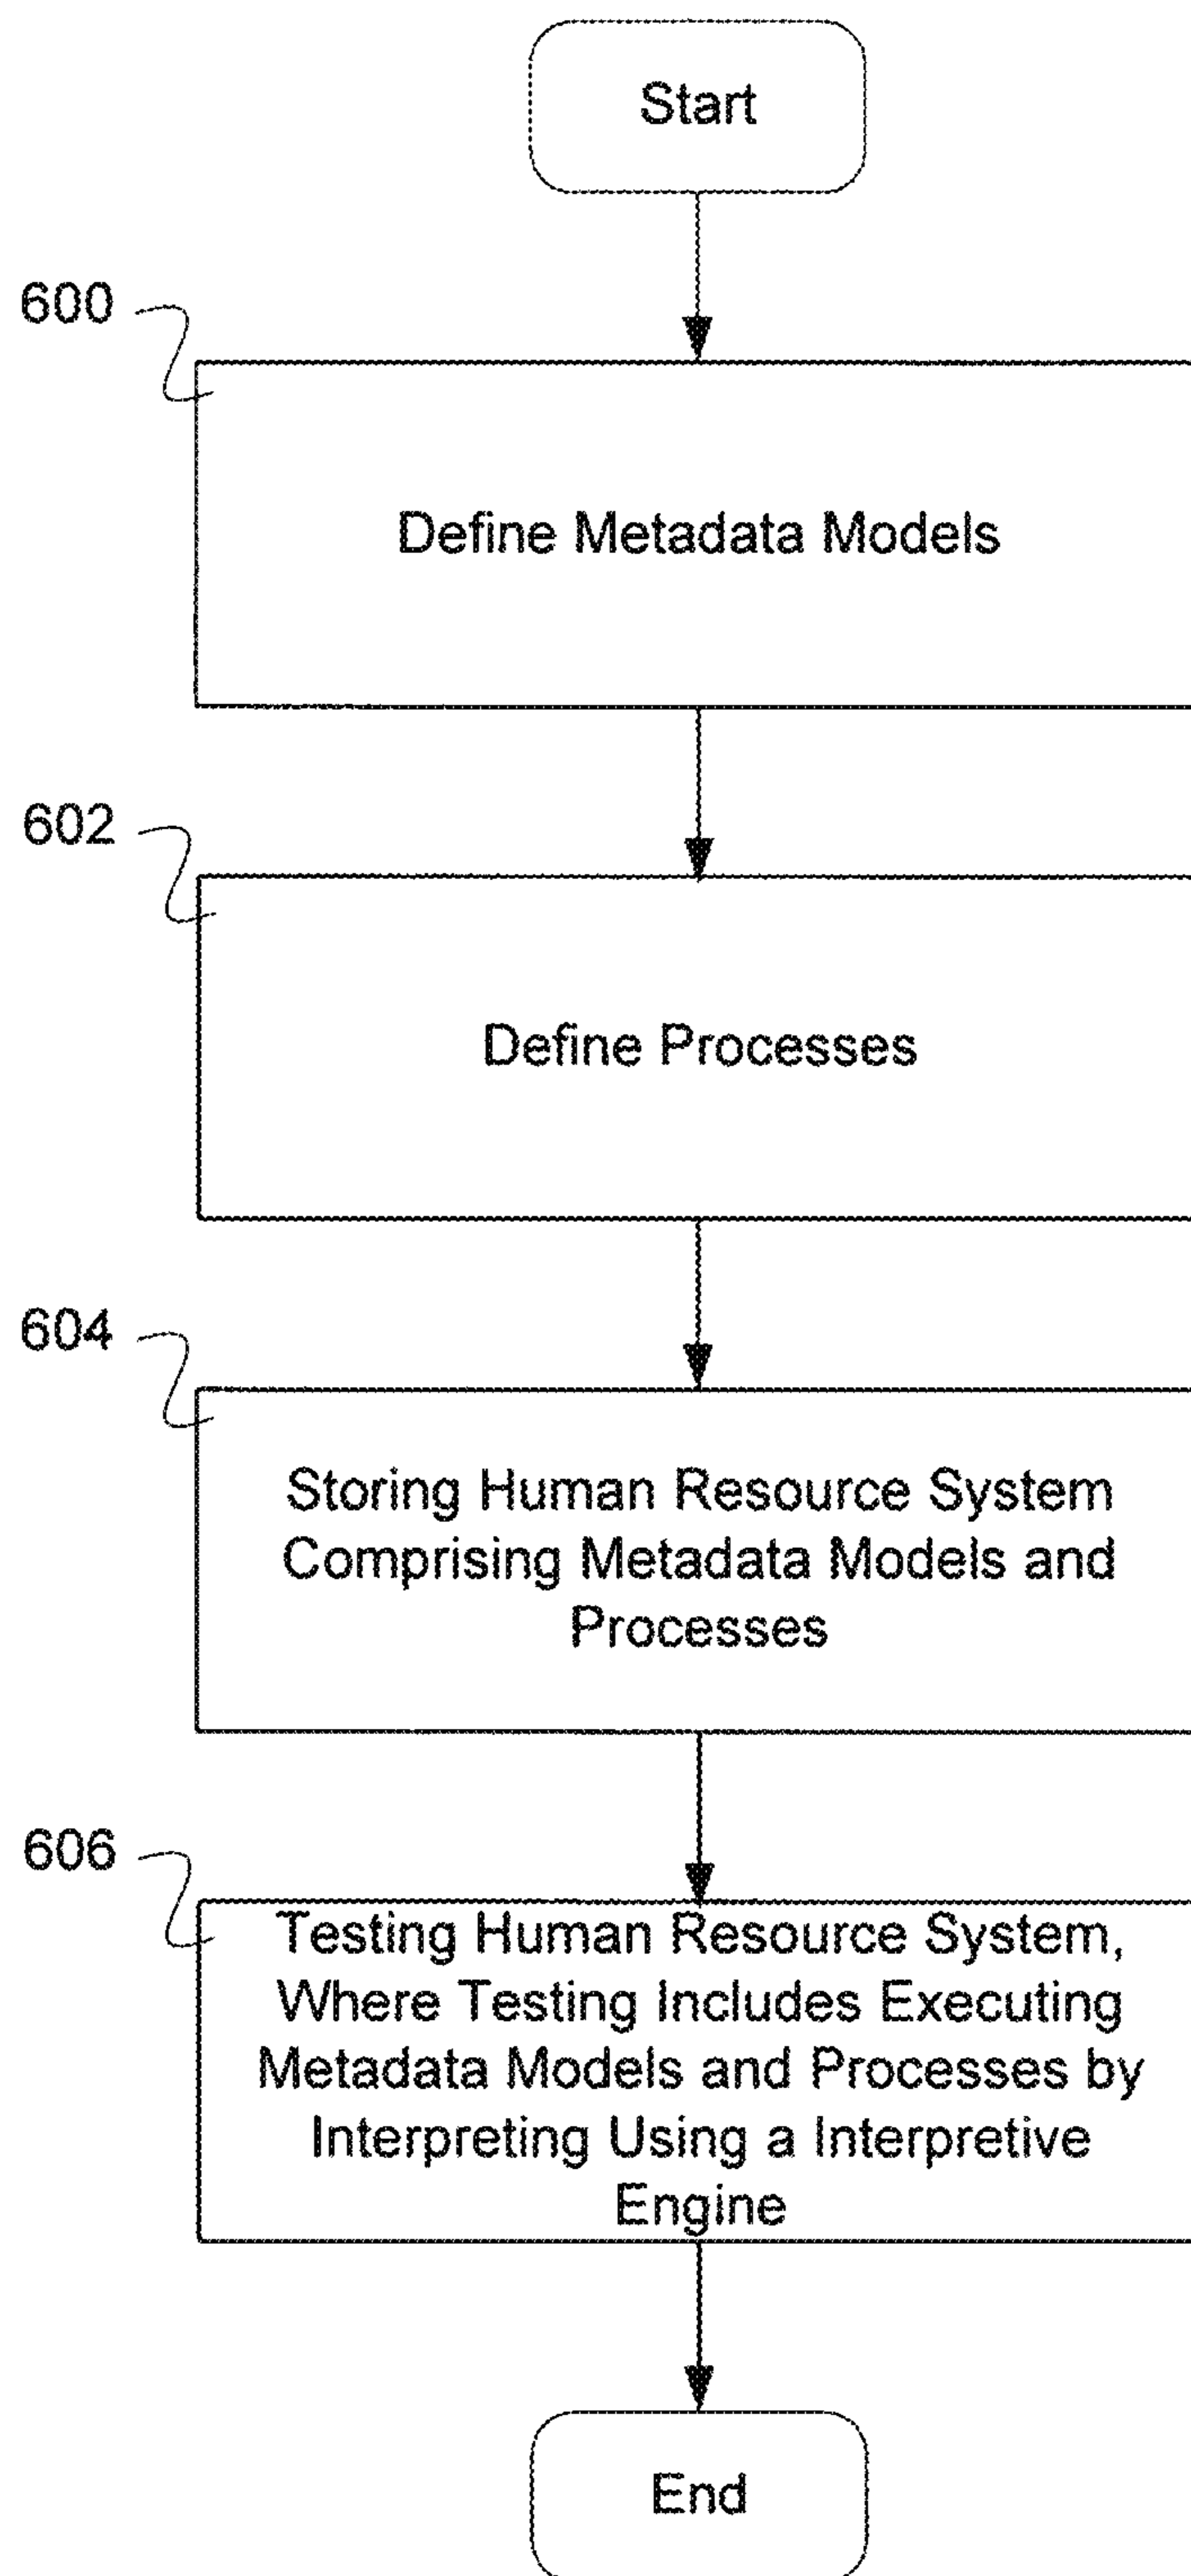 Start
600
Define Metadata Models
602
Define Processes
604
Storing Human Resource System
Comprising Metadata Models and
Processes
606
Testing Human Resource System,
Where Testing Includes Executing
Metadata Models and Processes by
Interpreting Using a Interpretive
Engine
End